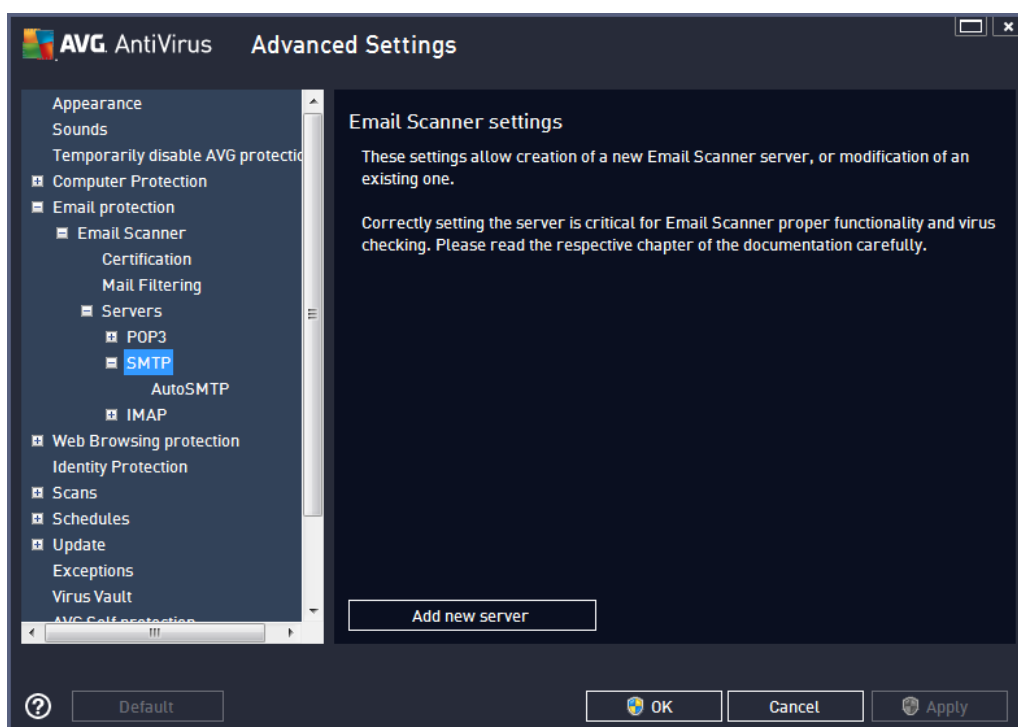 AVG AntiVirus Advanced Settings
Appearance
Sounds
Temporarily disable AVG protectic
Computer Protection
Email protection
Email Scanner
Certification
Mail Filtering
Servers
POP3
SMTP
AutoSMTP
IMAP
Web Browsing protection
Identity Protection
Scans
Schedules
Update
Exceptions
Virus Vault
AVG Self protection
Email Scanner settings
These settings allow creation of a new Email Scanner server, or modification of an
existing one.
Correctly setting the server is critical for Email Scanner proper functionality and virus
checking. Please read the respective chapter of the documentation carefully.
Add new server
Default
OK
Cancel
Apply